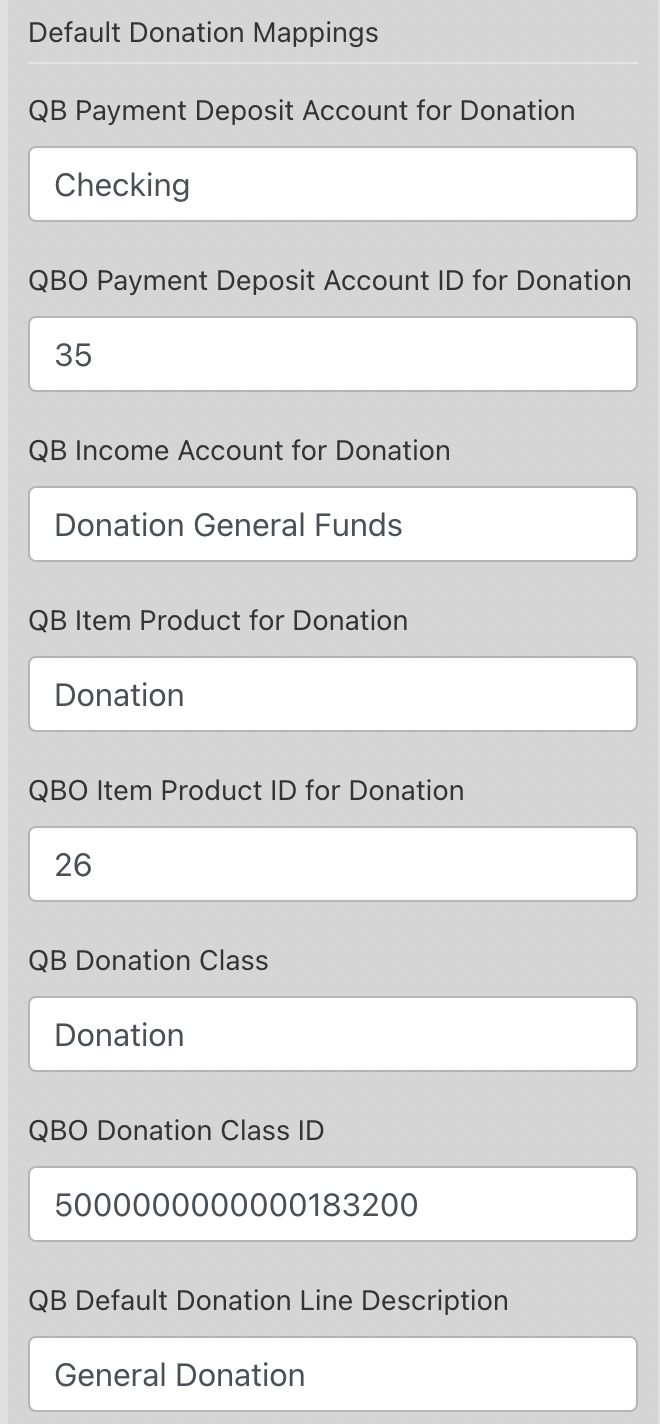 Default Donation Mappings
QB Payment Deposit Account for Donation
Checking
QBO Payment Deposit Account ID for Donation
35
QB Income Account for Donation
Donation General Funds
QB Item Product for Donation
Donation
QBO Item Product ID for Donation
26
QB Donation Class
Donation
QBO Donation Class ID
5000000000000183200
QB Default Donation Line Description
General Donation